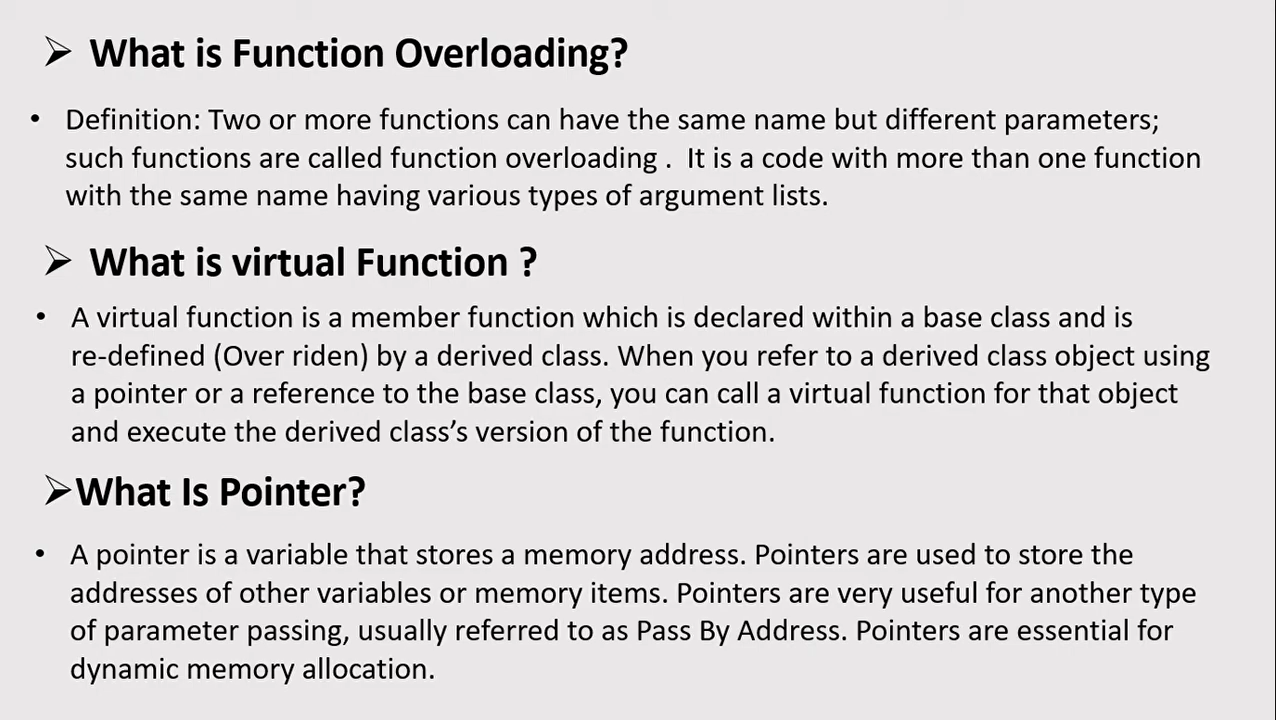 ➢ What is Function Overloading?
• Definition: Two or more functions can have the same name but different parameters;
such functions are called function overloading . It is a code with more than one function
with the same name having various types of argument lists.
➢ What is virtual Function ?
• A virtual function is a member function which is declared within a base class and is
re-defined (Over riden) by a derived class. When you refer to a derived class object using
a pointer or a reference to the base class, you can call a virtual function for that object
and execute the derived class’s version of the function.
➢What Is Pointer?
• A pointer is a variable that stores a memory address. Pointers are used to store the
addresses of other variables or memory items. Pointers are very useful for another type
of parameter passing, usually referred to as Pass By Address. Pointers are essential for
dynamic memory allocation.